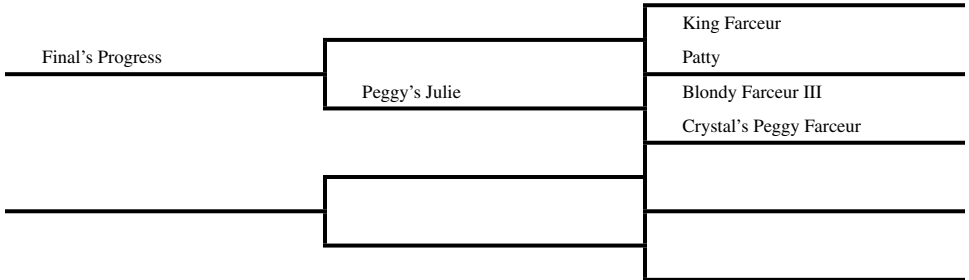 King Farceur
Final’s Progress
Patty
Peggy’s Julie
Blondy Farceur III
Crystal’s Peggy Farceur